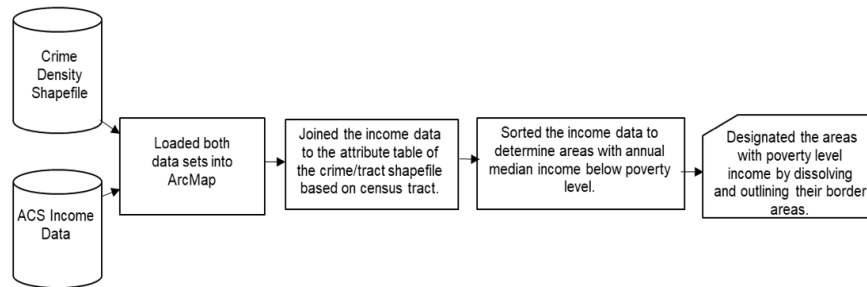 Crime
Density
Shapefile
ACS Income
Data
Loaded both
data sets into
ArcMap
Joined the income data
to the attribute table of
the crime/tract shapefile
based on census tract.
Sorted the income data to
determine areas with annual
median income below poverty
level.
Designated the areas
with poverty level
income by dissolving
and outlining their border
areas.